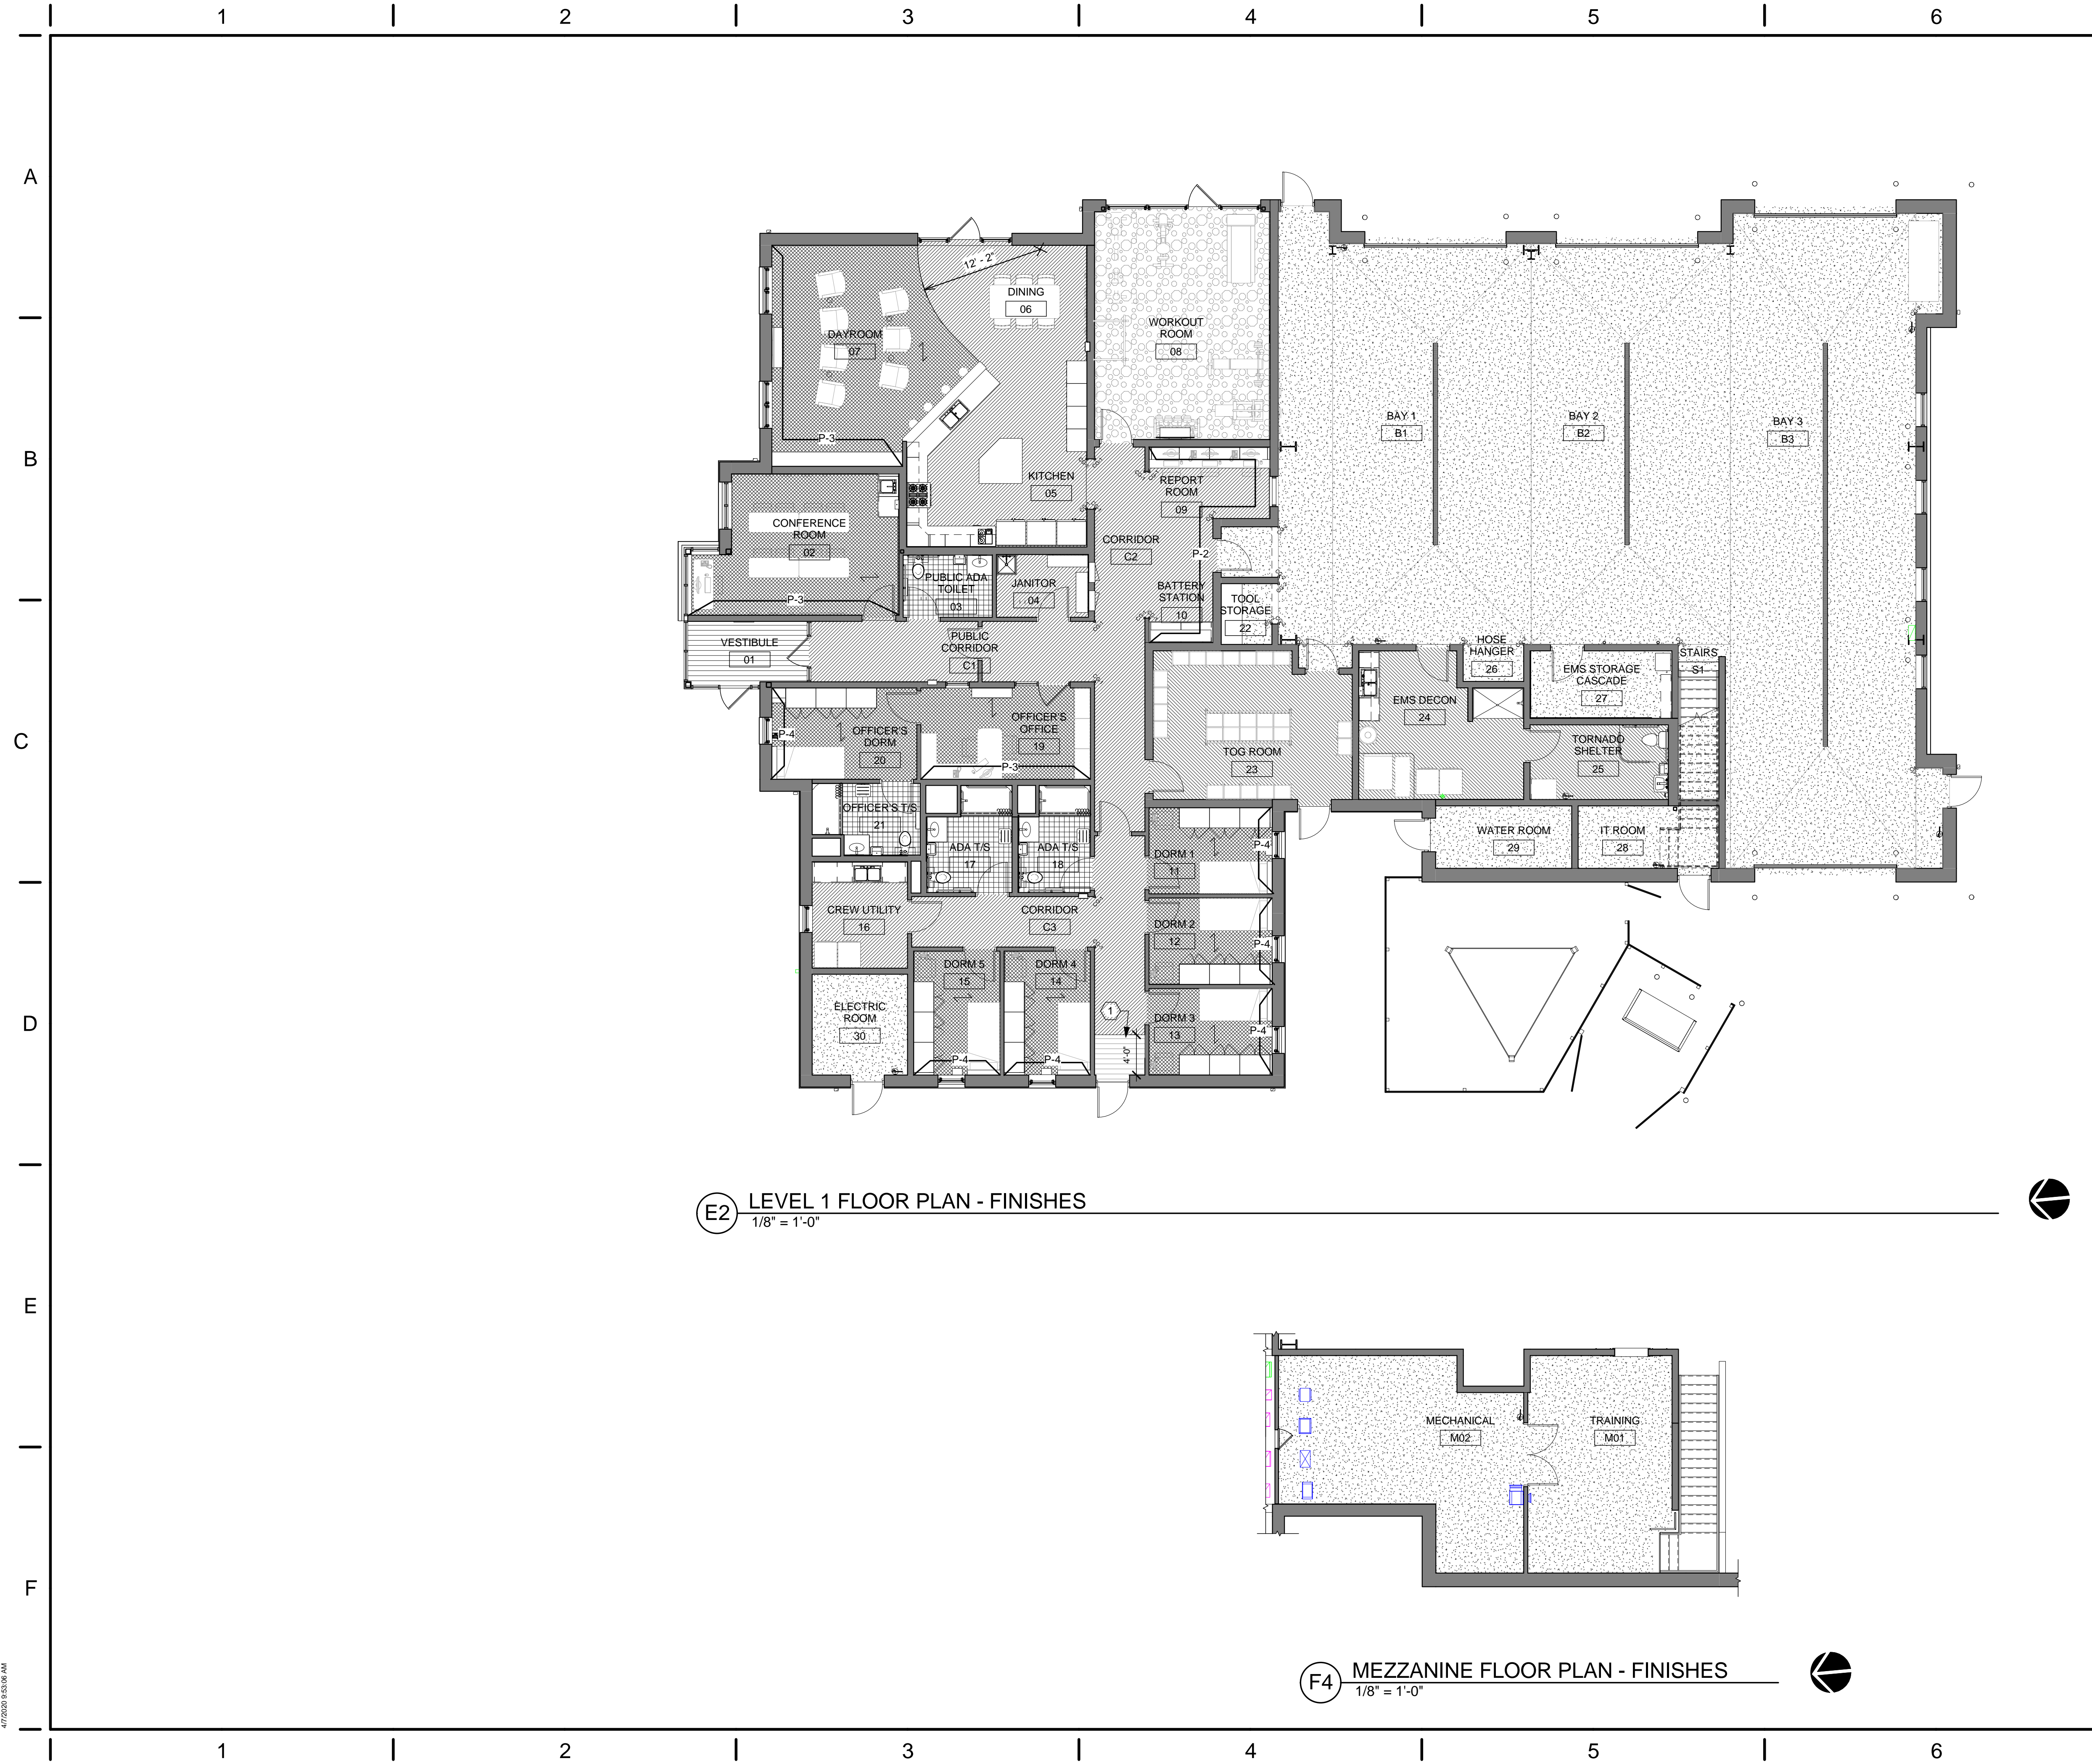 1 2 3 4 5 6
A
B
C
D
E
F
12' - 2"
DINING
06
DAYROOM
07
WORKOUT
ROOM
08
P-3
BAY 1
B1
BAY 2
B2
BAY 3
B3
KITCHEN
05
REPORT
ROOM
09
CONFERENCE
ROOM
02
P-3
CORRIDOR
C2
P-2
PUBLIC ADA
TOILET
03
JANITOR
04
BATTERY
STATION
10
TOOL
STORAGE
22
VESTIBULE
01
PUBLIC
CORRIDOR
C1
HOSE
HANGER
26
EMS STORAGE
CASCADE
27
STAIRS
S1
EMS DECON
24
OFFICER'S
DORM
20
P-4
OFFICER'S
OFFICE
19
P-3
TOG ROOM
23
TORNADO
SHELTER
25
OFFICER'S T/S
21
ADA T/S
17
ADA T/S
18
DORM 1
11
P-4
WATER ROOM
29
IT ROOM
28
CREW UTILITY
16
CORRIDOR
C3
DORM 2
12
P-4
DORM 5
15
P-4
DORM 4
14
P-4
ELECTRIC
ROOM
30
1
4'-0"
DORM 3
13
P-4
E2
LEVEL 1 FLOOR PLAN - FINISHES
1/8" = 1'-0"
MECHANICAL
M02
TRAINING
M01
F4
MEZZANINE FLOOR PLAN - FINISHES
1/8" = 1'-0"
4/7/2020 9:53:06 AM
1 2 3 4 5 6